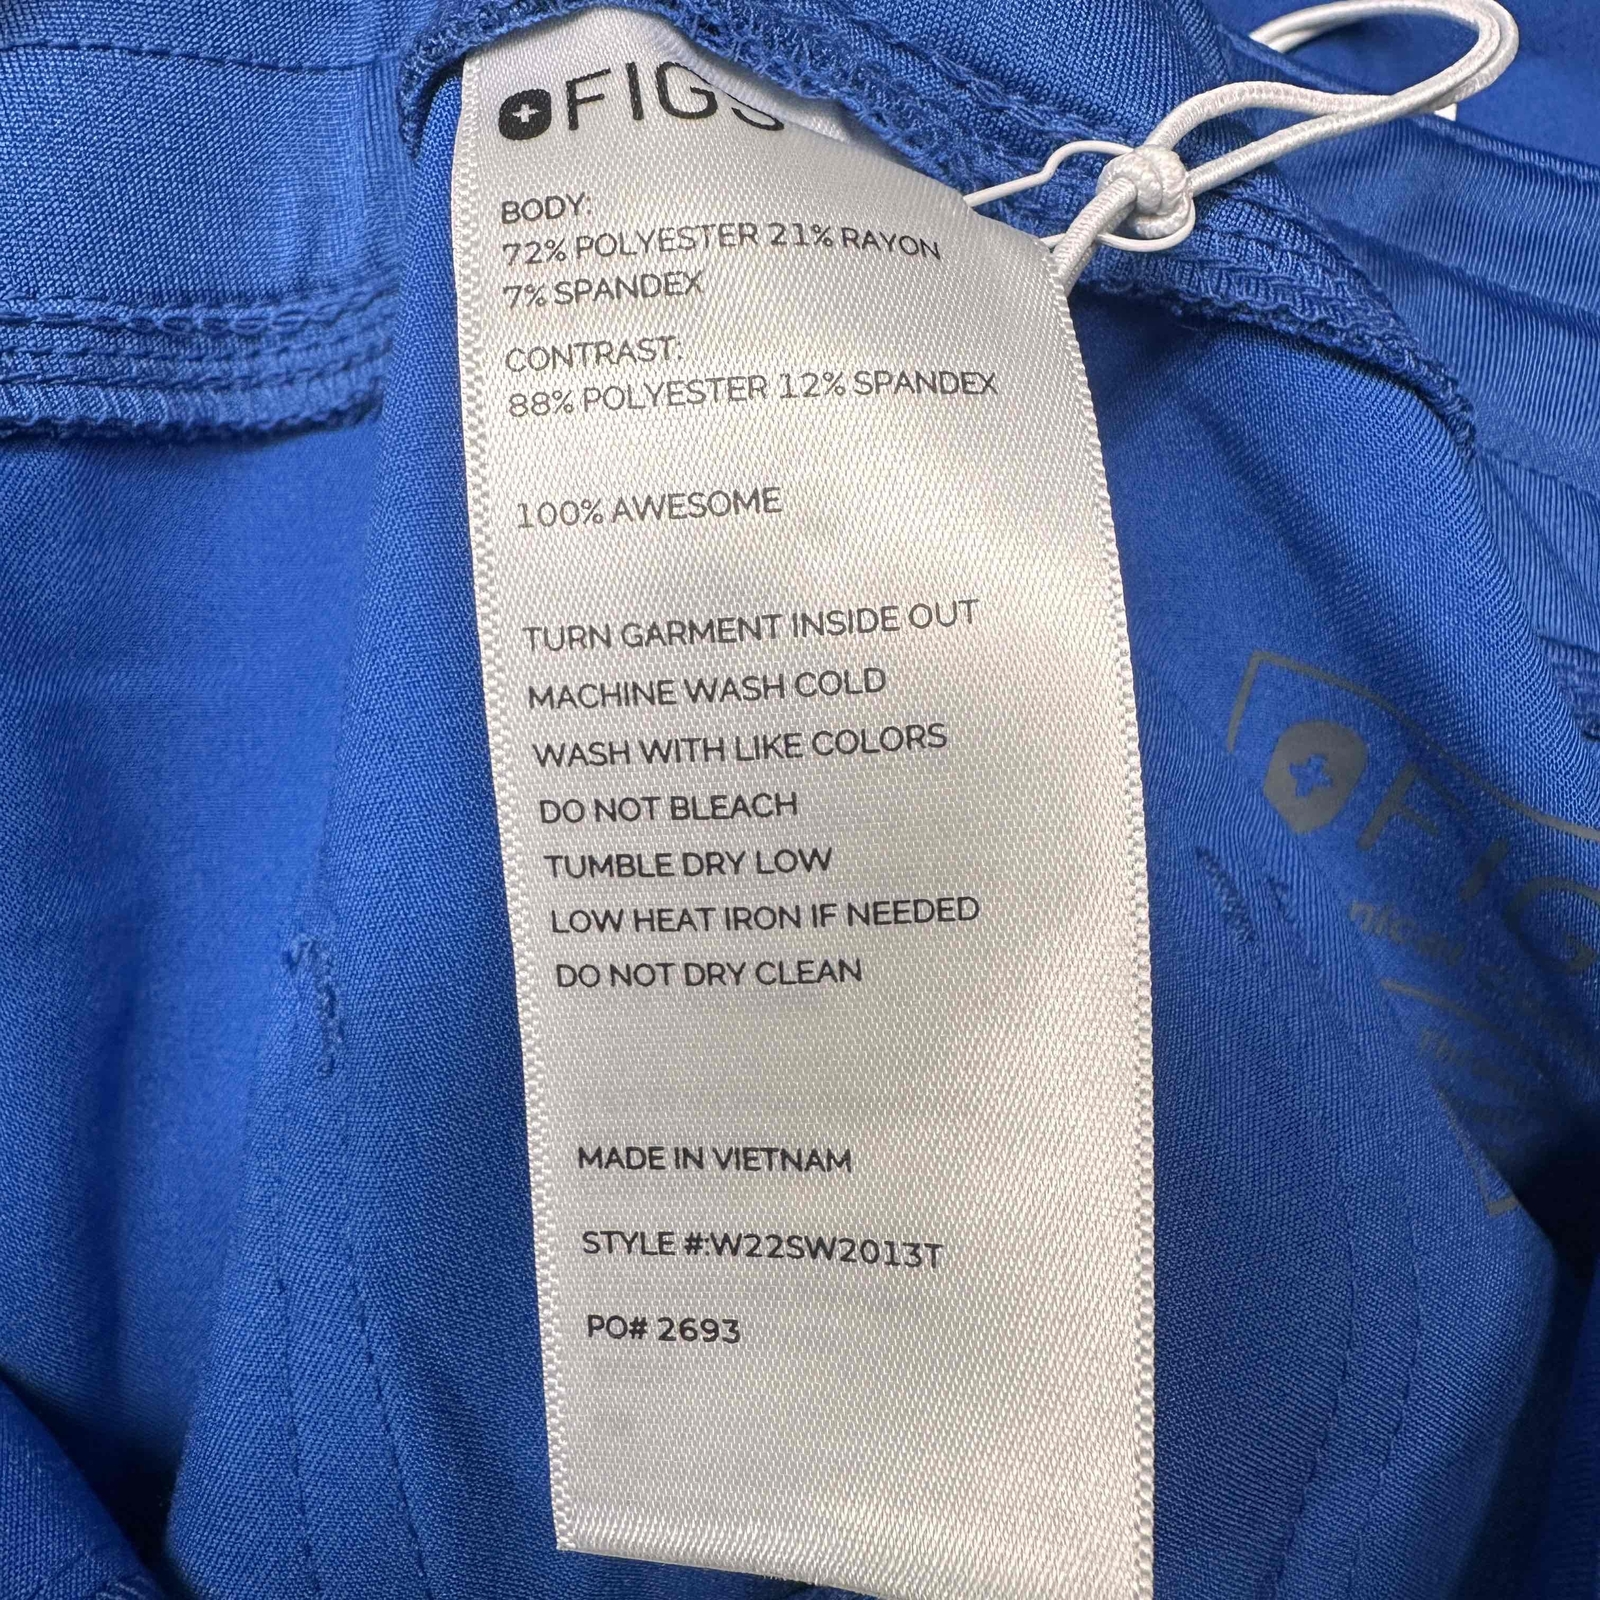 FIGS
BODY:
72% POLYESTER 21% RAYON
7% SPANDEX
CONTRAST:
88% POLYESTER 12% SPANDEX
100% AWESOME
TURN GARMENT INSIDE OUT
MACHINE WASH COLD
WASH WITH LIKE COLORS
DO NOT BLEACH
TUMBLE DRY LOW
LOW HEAT IRON IF NEEDED
DO NOT DRY CLEAN
MADE IN VIETNAM
STYLE #:W22SW2013T
PO# 2693
FIG